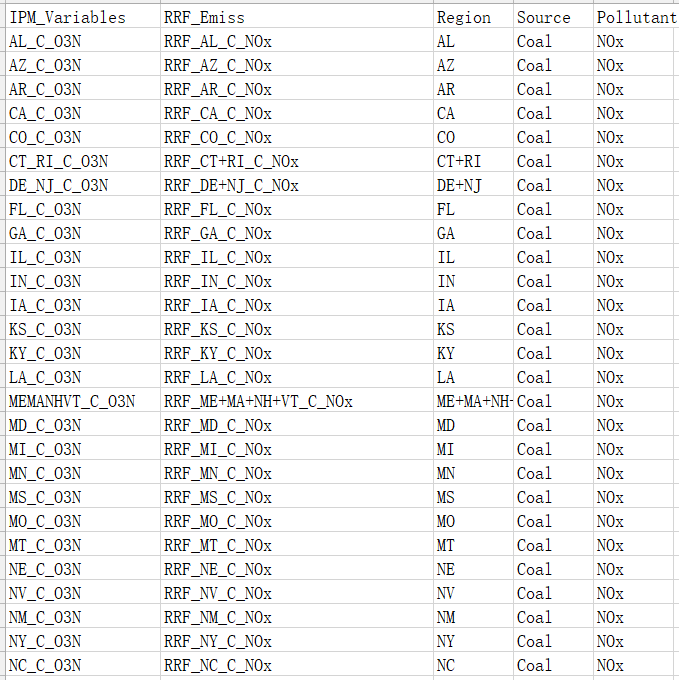 IPM_Variables RRF_Emiss Region Source Pollutant
AL_C_O3N RRF_AL_C_NOx AL Coal NOx
AZ_C_O3N RRF_AZ_C_NOx AZ Coal NOx
AR_C_O3N RRF_AR_C_NOx AR Coal NOx
CA_C_O3N RRF_CA_C_NOx CA Coal NOx
CO_C_O3N RRF_CO_C_NOx CO Coal NOx
CT_RI_C_O3N RRF_CT+RI_C_NOx CT+RI Coal NOx
DE_NJ_C_O3N RRF_DE+NJ_C_NOx DE+NJ Coal NOx
FL_C_O3N RRF_FL_C_NOx FL Coal NOx
GA_C_O3N RRF_GA_C_NOx GA Coal NOx
IL_C_O3N RRF_IL_C_NOx IL Coal NOx
IN_C_O3N RRF_IN_C_NOx IN Coal NOx
IA_C_O3N RRF_IA_C_NOx IA Coal NOx
KS_C_O3N RRF_KS_C_NOx KS Coal NOx
KY_C_O3N RRF_KY_C_NOx KY Coal NOx
LA_C_O3N RRF_LA_C_NOx LA Coal NOx
MEMANHVT_C_O3N RRF_ME+MA+NH+VT_C_NOx ME+MA+NH+ Coal NOx
MD_C_O3N RRF_MD_C_NOx MD Coal NOx
MI_C_O3N RRF_MI_C_NOx MI Coal NOx
MN_C_O3N RRF_MN_C_NOx MN Coal NOx
MS_C_O3N RRF_MS_C_NOx MS Coal NOx
MO_C_O3N RRF_MO_C_NOx MO Coal NOx
MT_C_O3N RRF_MT_C_NOx MT Coal NOx
NE_C_O3N RRF_NE_C_NOx NE Coal NOx
NV_C_O3N RRF_NV_C_NOx NV Coal NOx
NM_C_O3N RRF_NM_C_NOx NM Coal NOx
NY_C_O3N RRF_NY_C_NOx NY Coal NOx
NC_C_O3N RRF_NC_C_NOx NC Coal NOx